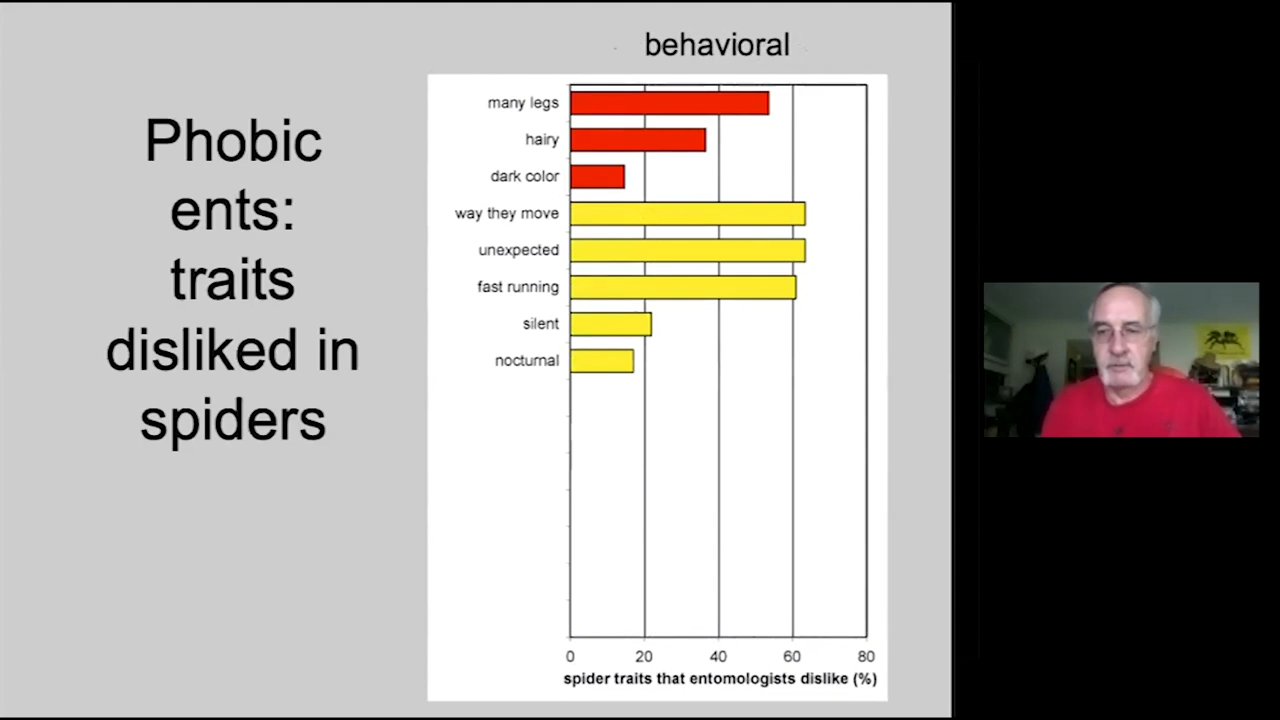 behavioral
Phobic
ents:
traits
disliked in
spiders
many legs
hairy
dark color
way they move
unexpected
fast running
silent
nocturnal
0 20 40 60 80
spider traits that entomologists dislike (%)